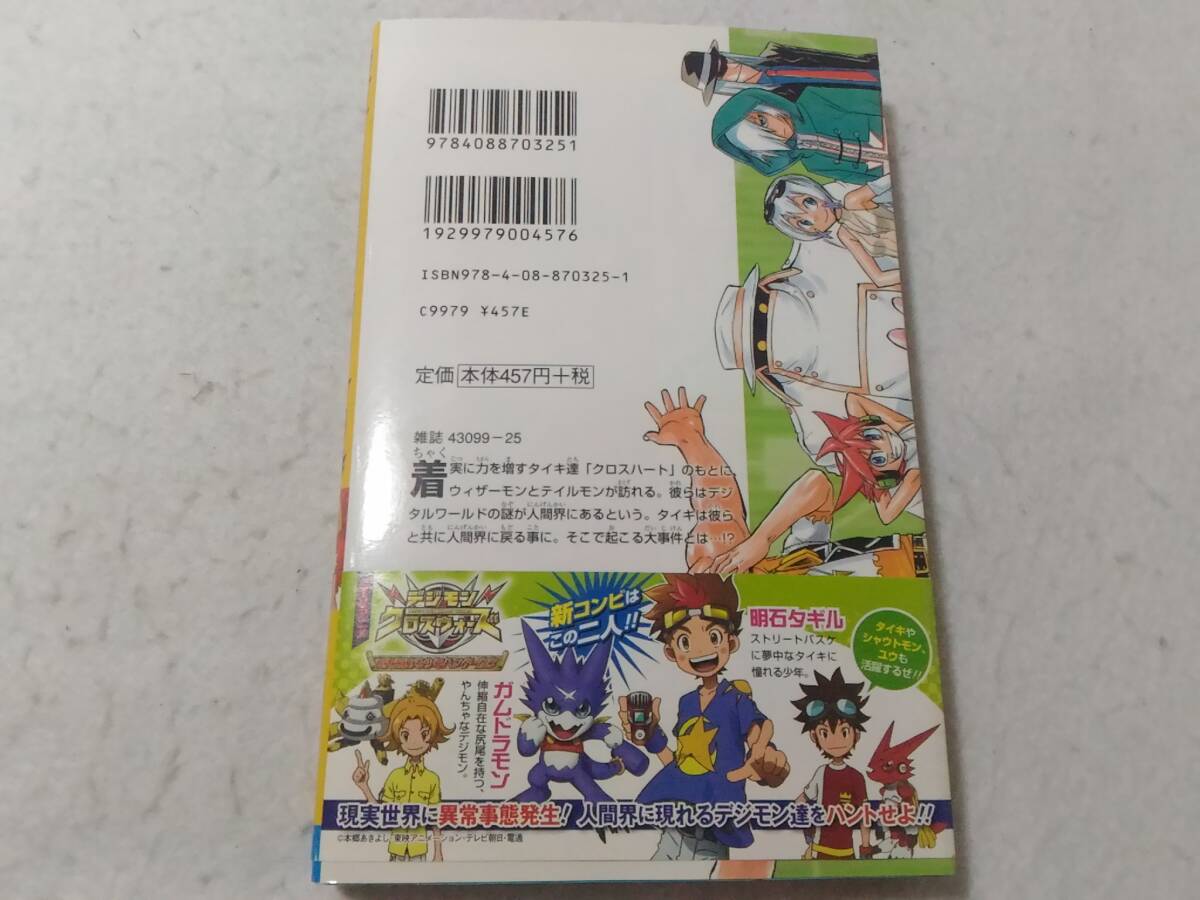 9784088703251
1929979004576
ISBN978-4-08-870325-1
C9979 ¥457E
定価 本体457円+税
雑誌 43099-25
着実に力を増すタイキ達「クロスハート」のもとに、
ウィザーモンとテイルモンが訪れる。彼らはデジ
タルワールドの謎が人間界にあるという。タイキは彼ら
と共に人間界に戻る事に。そこで起こる大事件とは…!?
デジモン
クロスウォーズ
新コンビは
この二人!!
明石タギル
ストリートバスケ
に夢中なタイキに
憧れる少年。
タイキや
シャウトモン、
ユウも
活躍するぜ!!
ガムドラモン
伸縮自在な尻尾を持つ、
やんちゃなデジモン。
現実世界に異常事態発生! 人間界に現れるデジモン達をハントせよ!!
©本郷あきよし・東映アニメーション・テレビ朝日・電通